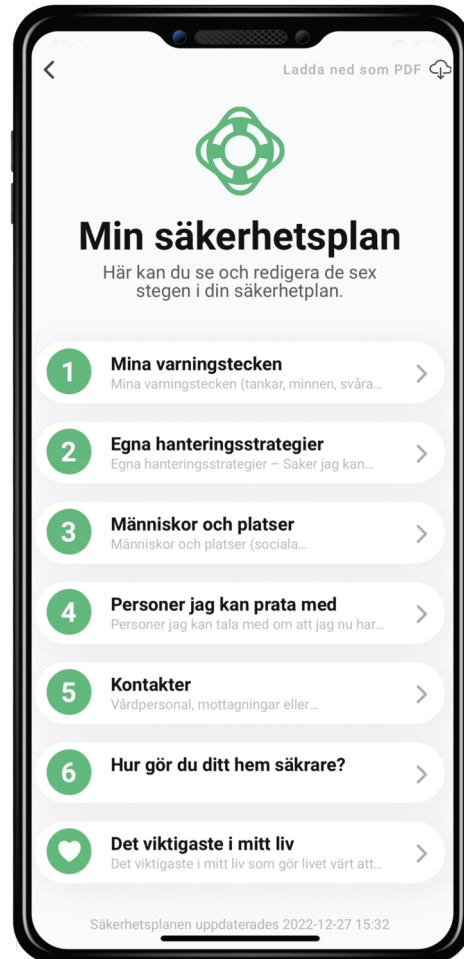 Ladda ned som PDF
Min säkerhetsplan
Här kan du se och redigera de sex
stegen i din säkerhetplan.
1
Mina varningstecken
Mina varningstecken (tankar, minnen, svåra...
2
Egna hanteringsstrategier
Egna hanteringsstrategier – Saker jag kan...
3
Människor och platser
Människor och platser (sociala...
4
Personer jag kan prata med
Personer jag kan tala med om att jag nu har...
5
Kontakter
Vårdpersonal, mottagningar eller...
6
Hur gör du ditt hem säkrare?
Det viktigaste i mitt liv
Det viktigaste i mitt liv som gör livet värt att...
Säkerhetsplanen uppdaterades 2022-12-27 15:32